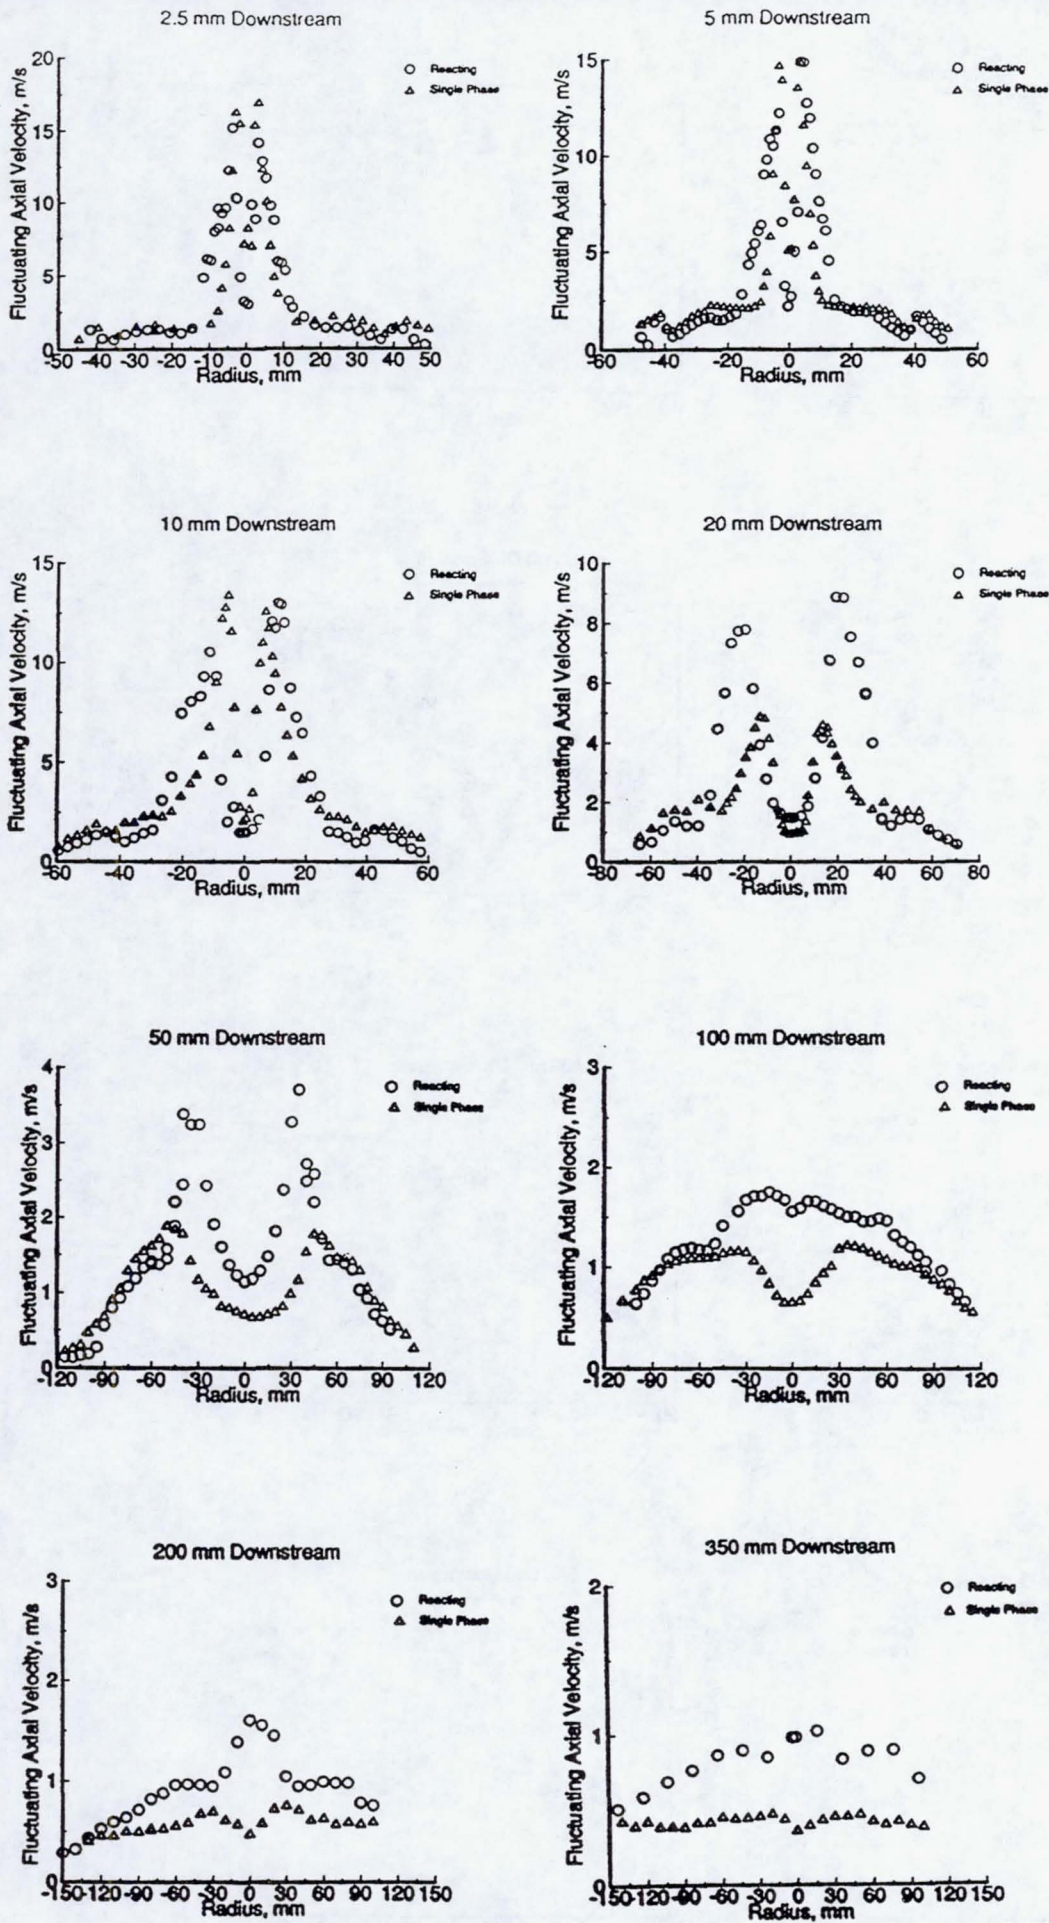 2.5 mm Downstream
Fluctuating Axial Velocity, m/s
20
15
10
5
0
-50 -40 -30 -20 -10 0 10 20 30 40 50
Radius, mm
Reacting
Single Phase
5 mm Downstream
Fluctuating Axial Velocity, m/s
15
10
5
0
-60 -40 -20 0 20 40 60
Radius, mm
Reacting
Single Phase
10 mm Downstream
Fluctuating Axial Velocity, m/s
15
10
5
0
-60 -40 -20 0 20 40 60
Radius, mm
Reacting
Single Phase
20 mm Downstream
Fluctuating Axial Velocity, m/s
10
8
6
4
2
0
-80 -60 -40 -20 0 20 40 60 80
Radius, mm
Reacting
Single Phase
50 mm Downstream
Fluctuating Axial Velocity, m/s
4
3
2
1
0
-120 -90 -60 -30 0 30 60 90 120
Radius, mm
Reacting
Single Phase
100 mm Downstream
Fluctuating Axial Velocity, m/s
3
2
1
0
-120 -90 -60 -30 0 30 60 90 120
Radius, mm
Reacting
Single Phase
200 mm Downstream
Fluctuating Axial Velocity, m/s
3
2
1
0
-150 -120 -90 -60 -30 0 30 60 90 120 150
Radius, mm
Reacting
Single Phase
350 mm Downstream
Fluctuating Axial Velocity, m/s
2
1
0
-150 -120 -90 -60 -30 0 30 60 90 120 150
Radius, mm
Reacting
Single Phase